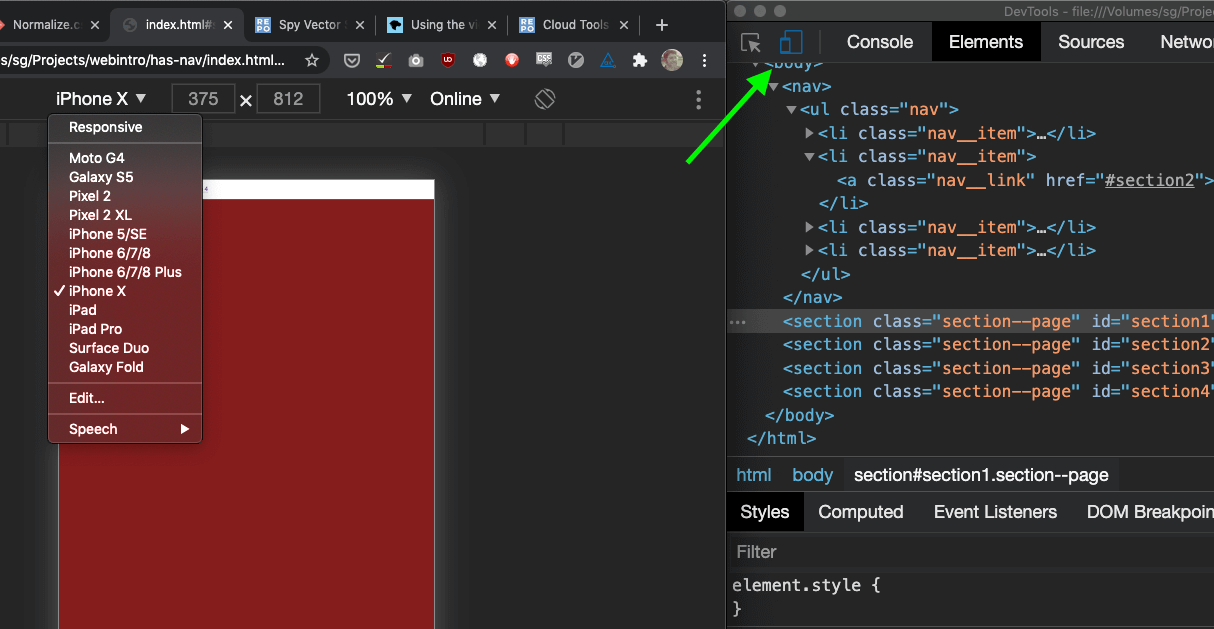 Normalize.c
index.html#
Spy Vector
Using the vi
Cloud Tools
s/sg/Projects/webintro/has-nav/index.html...
iPhone X ▼ 375 × 812 100% ▼ Online ▼
Responsive
Moto G4
Galaxy S5
Pixel 2
Pixel 2 XL
iPhone 5/SE
iPhone 6/7/8
iPhone 6/7/8 Plus
✓ iPhone X
iPad
iPad Pro
Surface Duo
Galaxy Fold
Edit...
Speech ▶
4
DevTools - file:///Volumes/sg/Projec
Console Elements Sources Networ
▼<body>
▼<nav>
▼<ul class="nav">
▶<li class="nav__item">…</li>
▼<li class="nav__item">
<a class="nav__link" href="#section2">
</li>
▶<li class="nav__item">…</li>
▶<li class="nav__item">…</li>
</ul>
</nav>
<section class="section--page" id="section1"
<section class="section--page" id="section2"
<section class="section--page" id="section3"
<section class="section--page" id="section4"
</body>
</html>
html body section#section1.section--page
Styles Computed Event Listeners DOM Breakpoin
Filter
element.style {
}